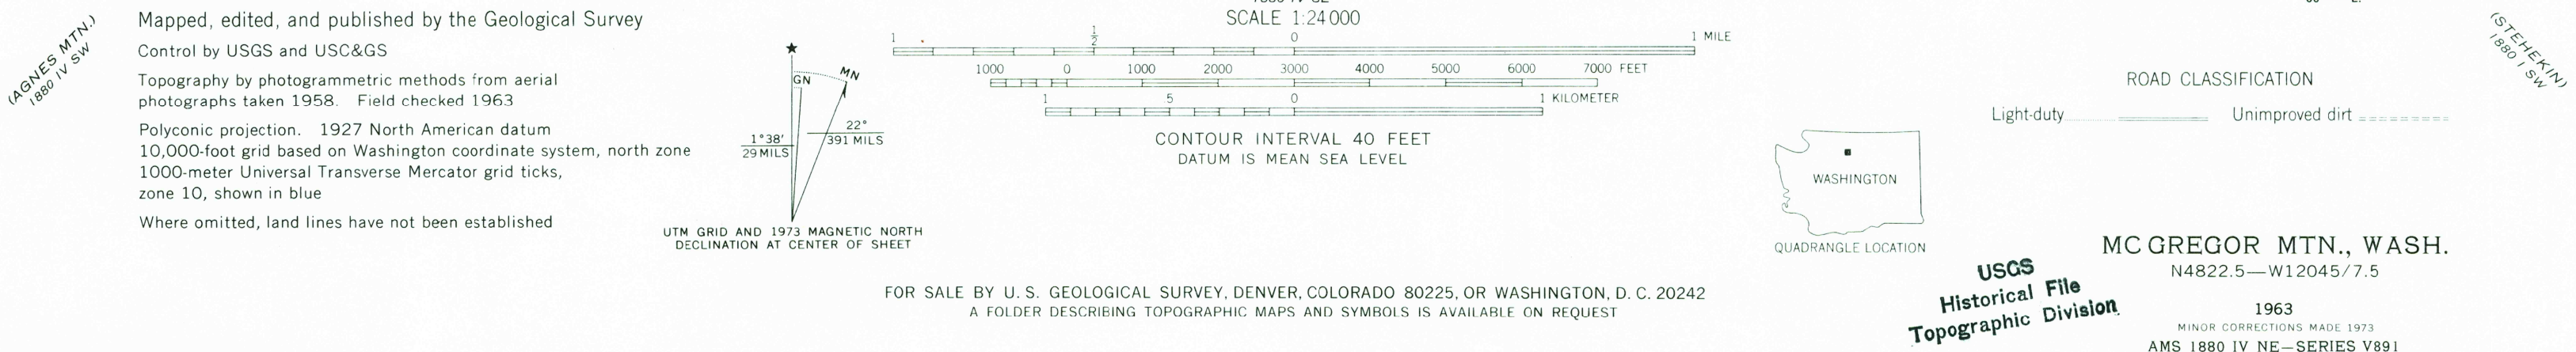 (AGNES MTN.)
1880 IV SW
Mapped, edited, and published by the Geological Survey
Control by USGS and USC&GS
Topography by photogrammetric methods from aerial
photographs taken 1958. Field checked 1963
Polyconic projection. 1927 North American datum
10,000-foot grid based on Washington coordinate system, north zone
1000-meter Universal Transverse Mercator grid ticks,
zone 10, shown in blue
Where omitted, land lines have not been established
★
GN
MN
1°38'
29 MILS
22°
391 MILS
UTM GRID AND 1973 MAGNETIC NORTH
DECLINATION AT CENTER OF SHEET
SCALE 1:24 000
1 ½ 0 1 MILE
1000 0 1000 2000 3000 4000 5000 6000 7000 FEET
1 .5 0 1 KILOMETER
CONTOUR INTERVAL 40 FEET
DATUM IS MEAN SEA LEVEL
FOR SALE BY U. S. GEOLOGICAL SURVEY, DENVER, COLORADO 80225, OR WASHINGTON, D. C. 20242
A FOLDER DESCRIBING TOPOGRAPHIC MAPS AND SYMBOLS IS AVAILABLE ON REQUEST
ROAD CLASSIFICATION
Light-duty Unimproved dirt
(STEHEKIN)
1880 I SW
WASHINGTON
QUADRANGLE LOCATION
USGS
Historical File
Topographic Division
MC GREGOR MTN., WASH.
N4822.5—W12045/7.5
1963
MINOR CORRECTIONS MADE 1973
AMS 1880 IV NE—SERIES V891